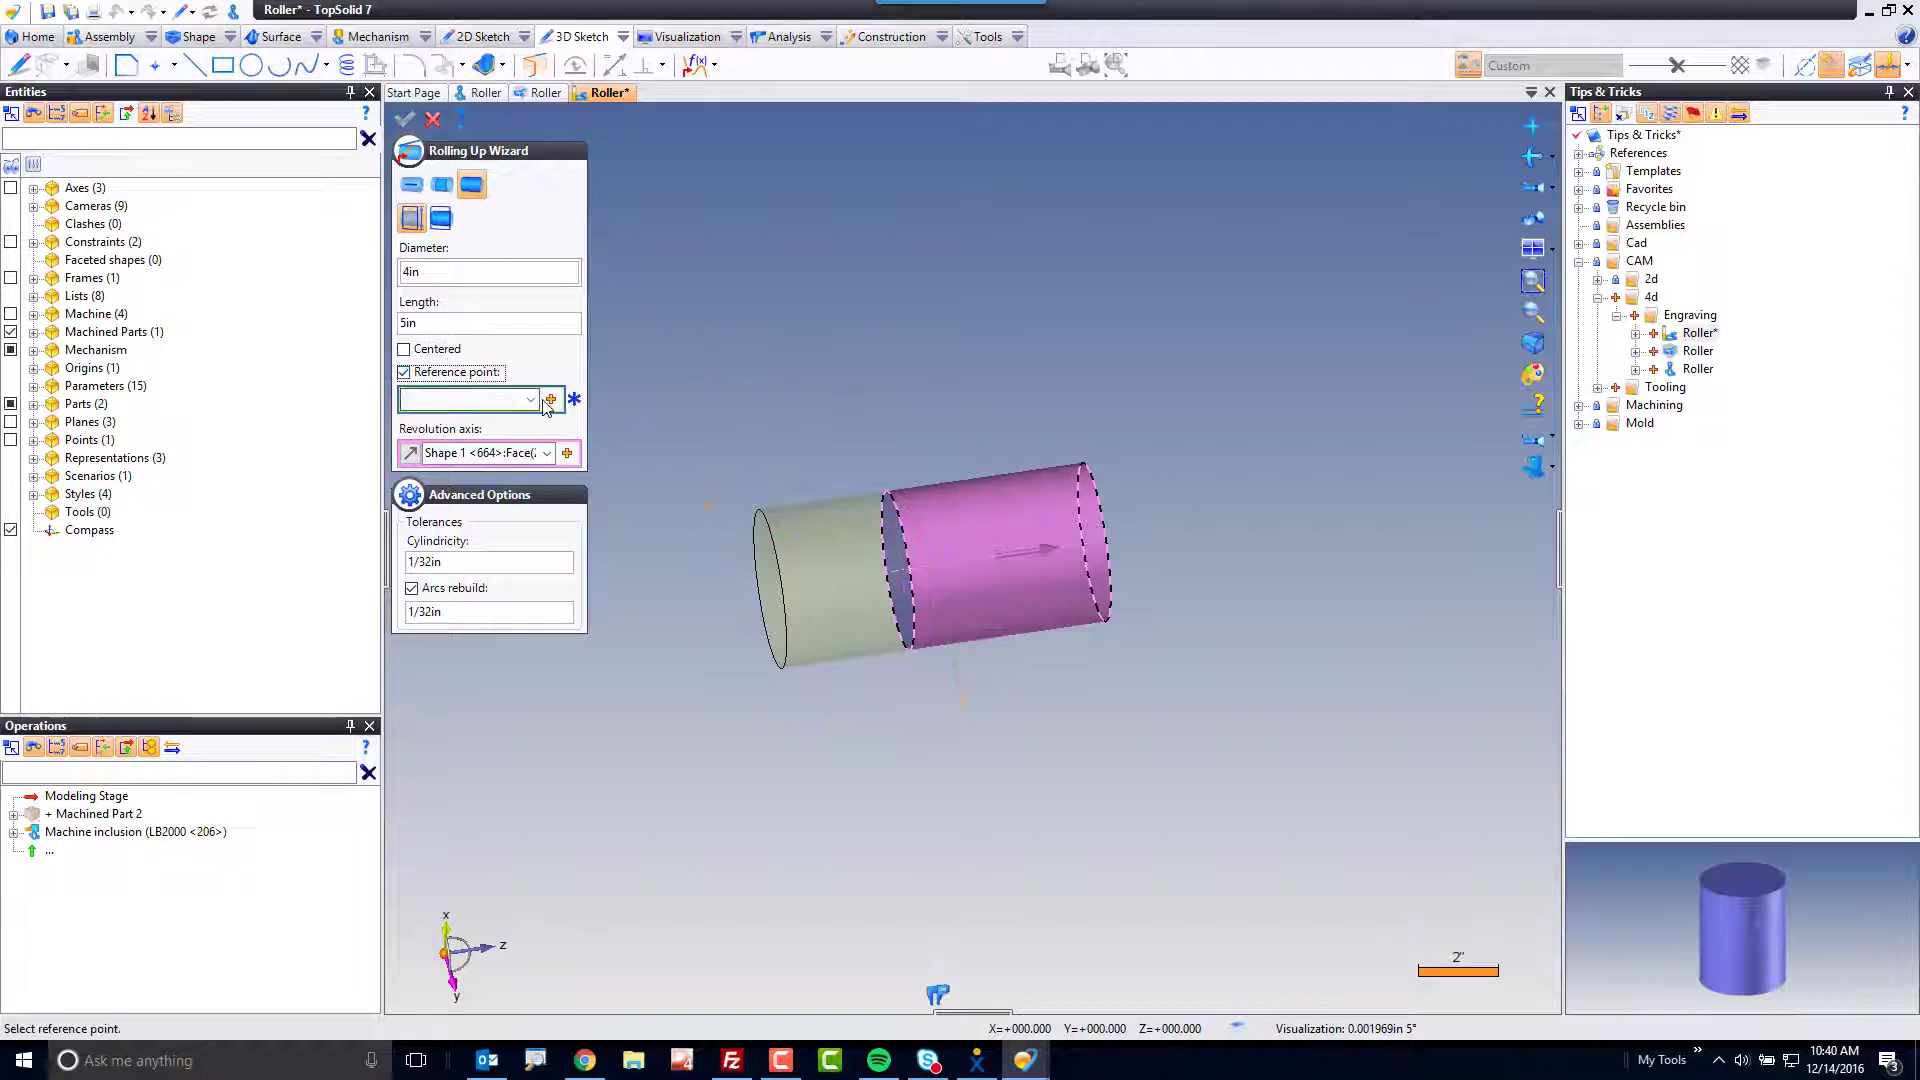 Roller* - TopSolid 7
Home
Assembly
Shape
Surface
Mechanism
2D Sketch
3D Sketch
Visualization
Analysis
Construction
Tools
Custom
Entities
Start Page
Roller
Roller
Roller*
Tips & Tricks
Rolling Up Wizard
Diameter:
4in
Length:
5in
Centered
Reference point:
Revolution axis:
Shape 1 <664>:Face(
Advanced Options
Tolerances
Cylindricity:
1/32in
Arcs rebuild:
1/32in
Axes (3)
Cameras (9)
Clashes (0)
Constraints (2)
Faceted shapes (0)
Frames (1)
Lists (8)
Machine (4)
Machined Parts (1)
Mechanism
Origins (1)
Parameters (15)
Parts (2)
Planes (3)
Points (1)
Representations (3)
Scenarios (1)
Styles (4)
Tools (0)
Compass
Operations
Modeling Stage
+ Machined Part 2
Machine inclusion (LB2000 <206>)
...
Tips & Tricks*
References
Templates
Favorites
Recycle bin
Assemblies
Cad
CAM
2d
4d
Engraving
Roller*
Roller
Roller
Tooling
Machining
Mold
x
z
y
2"
Select reference point.
X=+000.000 Y=+000.000 Z=+000.000
Visualization: 0.001969in 5°
Ask me anything
My Tools
10:40 AM
12/14/2016
3